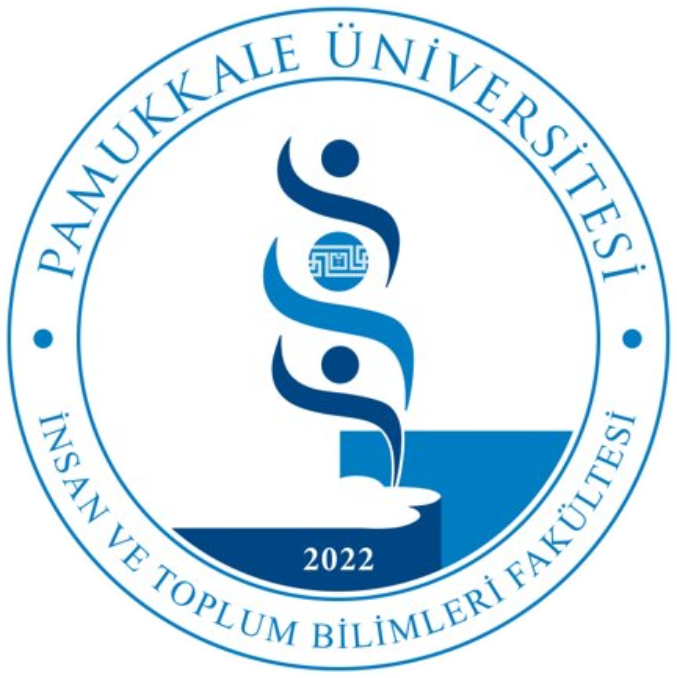 PAMUKKALE ÜNİVERSİTESİ
2022
İNSAN VE TOPLUM BİLİMLERİ FAKÜLTESİ